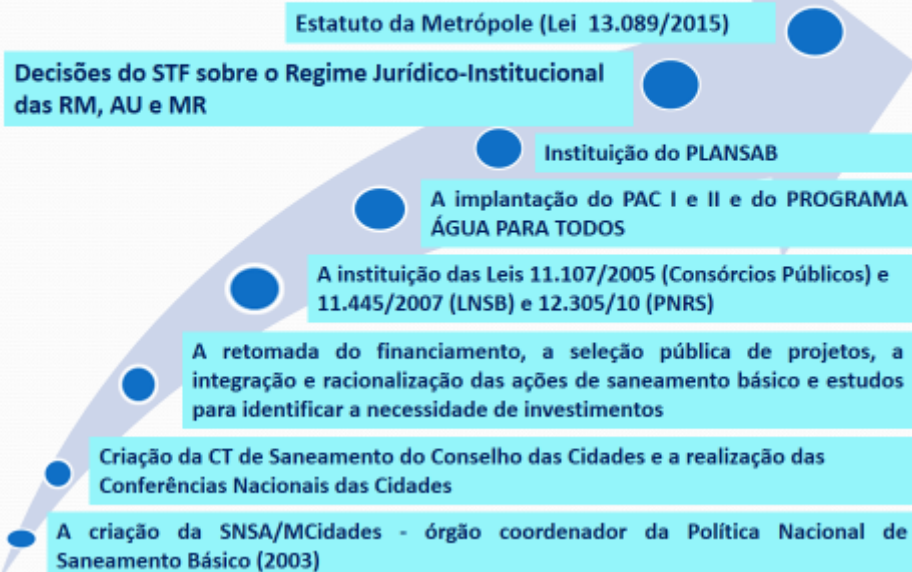 Estatuto da Metrópole (Lei 13.089/2015)
Decisões do STF sobre o Regime Jurídico-Institucional
das RM, AU e MR
Instituição do PLANSAB
A implantação do PAC I e II e do PROGRAMA
ÁGUA PARA TODOS
A instituição das Leis 11.107/2005 (Consórcios Públicos) e
11.445/2007 (LNSB) e 12.305/10 (PNRS)
A retomada do financiamento, a seleção pública de projetos, a
integração e racionalização das ações de saneamento básico e estudos
para identificar a necessidade de investimentos
Criação da CT de Saneamento do Conselho das Cidades e a realização das
Conferências Nacionais das Cidades
A criação da SNSA/MCidades - órgão coordenador da Política Nacional de
Saneamento Básico (2003)